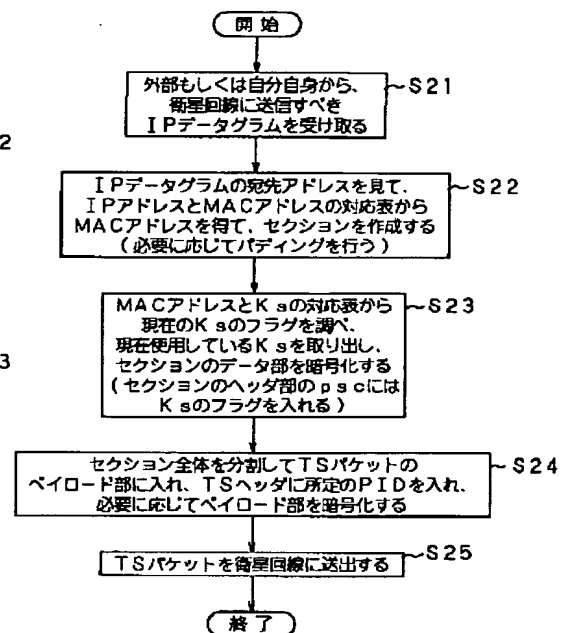 開始
外部もしくは自分自身から、
衛星回線に送信すべき
IPデータグラムを受け取る
~S21
2
IPデータグラムの宛先アドレスを見て、
IPアドレスとMACアドレスの対応表から
MACアドレスを得て、セクションを作成する
(必要に応じてパディングを行う)
~S22
MACアドレスとKsの対応表から
現在のKsのフラグを調べ、
現在使用しているKsを取り出し、
セクションのデータ部を暗号化する
(セクションのヘッダ部のpscには
Ksのフラグを入れる)
~S23
3
セクション全体を分割してTSパケットの
ペイロード部に入れ、TSヘッダに所定のPIDを入れ、
必要に応じてペイロード部を暗号化する
~S24
TSパケットを衛星回線に送出する
~S25
終了